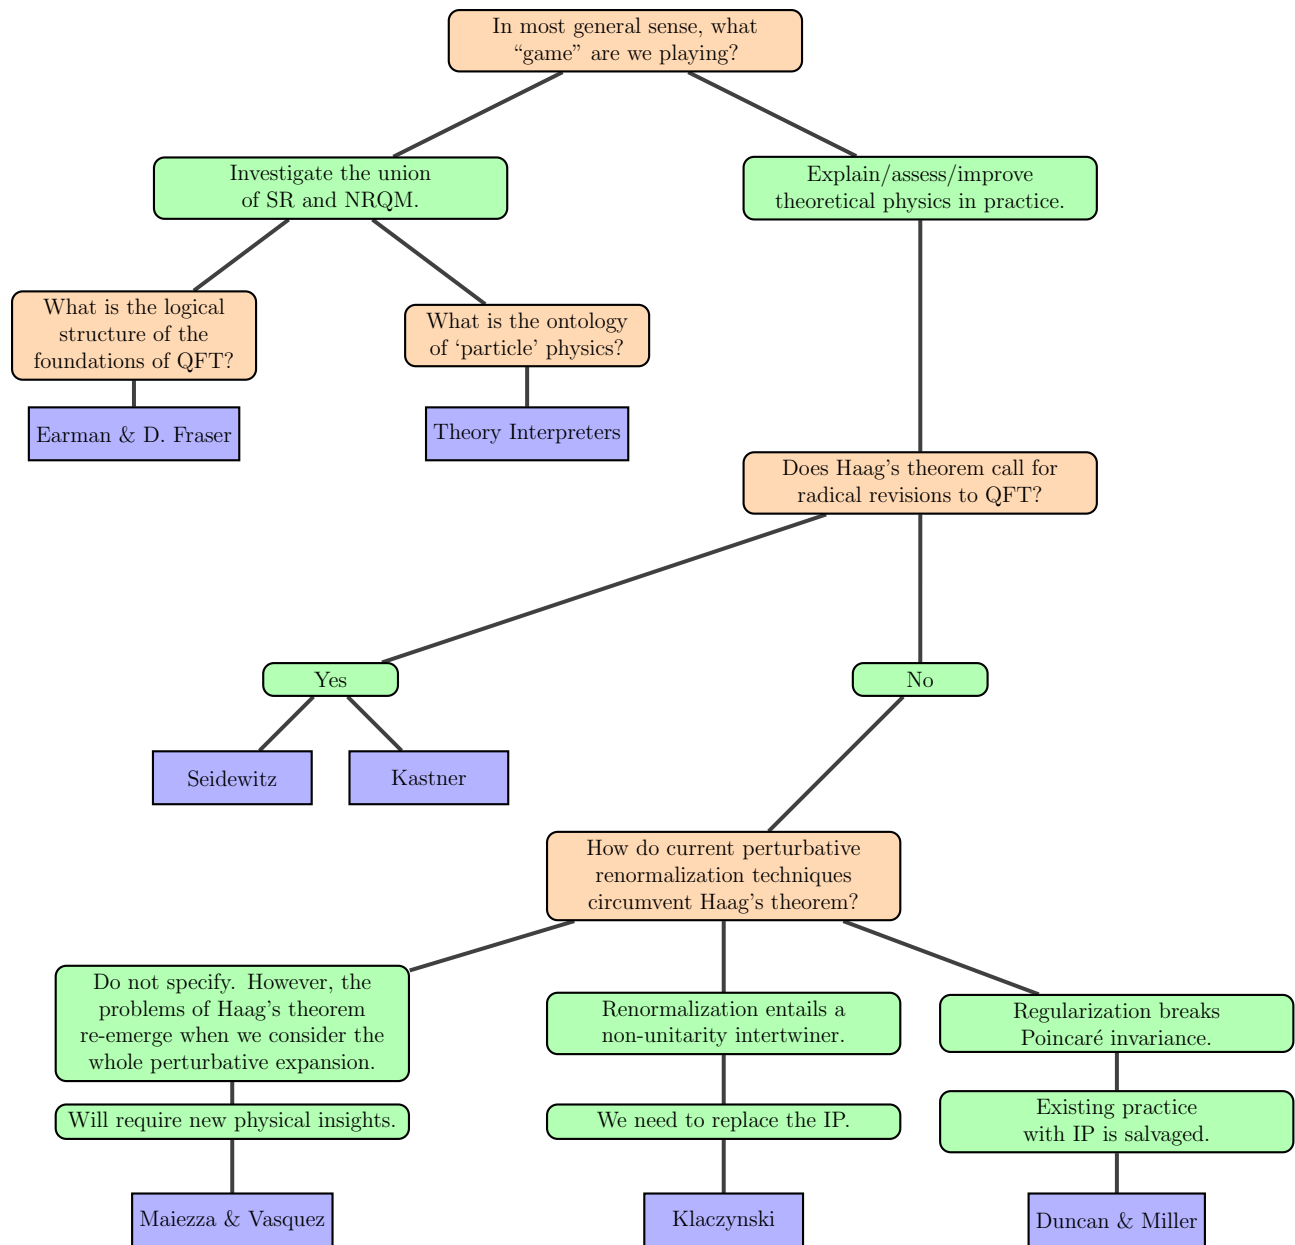 In most general sense, what
“game” are we playing?
Investigate the union
of SR and NRQM.
Explain/assess/improve
theoretical physics in practice.
What is the logical
structure of the
foundations of QFT?
What is the ontology
of ‘particle’ physics?
Earman & D. Fraser
Theory Interpreters
Does Haag’s theorem call for
radical revisions to QFT?
Yes
No
Seidewitz
Kastner
How do current perturbative
renormalization techniques
circumvent Haag’s theorem?
Do not specify. However, the
problems of Haag’s theorem
re-emerge when we consider the
whole perturbative expansion.
Renormalization entails a
non-unitarity intertwiner.
Regularization breaks
Poincaré invariance.
Will require new physical insights.
We need to replace the IP.
Existing practice
with IP is salvaged.
Maiezza & Vasquez
Klaczynski
Duncan & Miller